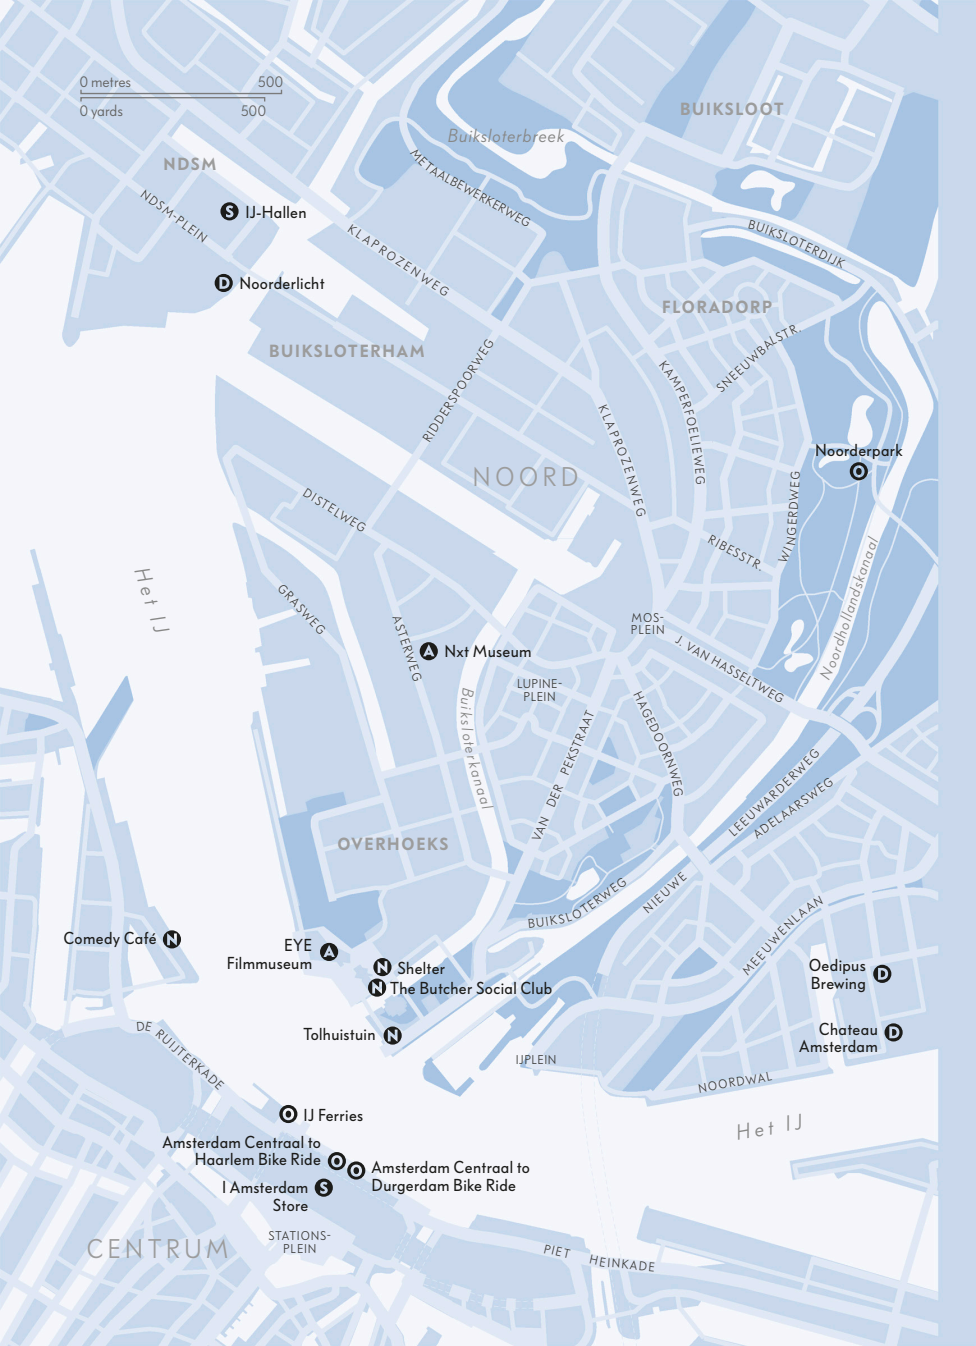 0 metres 500
0 yards 500
BUIKSLOOT
Buiksloterbreek
NDSM
METAALBEWERKERWEG
NDSM-PLEIN
S IJ-Hallen
KLAPROZENWEG
BUIKSLOTERDIJK
D Noorderlicht
FLORADORP
BUIKSLOTERHAM
SNEEUWBALSTR.
RIDDERSPOORWEG
KAMPERFOELIEWEG
KLAPROZENWEG
Noorderpark
NOORD
DISTELWEG
WINGERDWEG
RIBESSTR.
Het IJ
GRASWEG
Noordhollandskanaal
ASTERWEG
MOS-
PLEIN
J. VAN HASSELTWEG
A Nxt Museum
LUPINE-
PLEIN
Buiksloterkanaal
HAGEDOORNWEG
VAN DER PEKSTRAAT
LEEUWARDERWEG
ADELAARSWEG
OVERHOEKS
BUIKSLOTERWEG
NIEUWE
MEEUWENLAAN
Comedy Café N
EYE
Filmmuseum A
N Shelter
N The Butcher Social Club
Oedipus
Brewing D
Tolhuistuin N
Chateau
Amsterdam D
DE RUIJTERKADE
IJPLEIN
NOORDWAL
IJ Ferries
Het IJ
Amsterdam Centraal to
Haarlem Bike Ride
Amsterdam Centraal to
Durgerdam Bike Ride
I Amsterdam
Store S
STATIONS-
PLEIN
CENTRUM
PIET HEINKADE